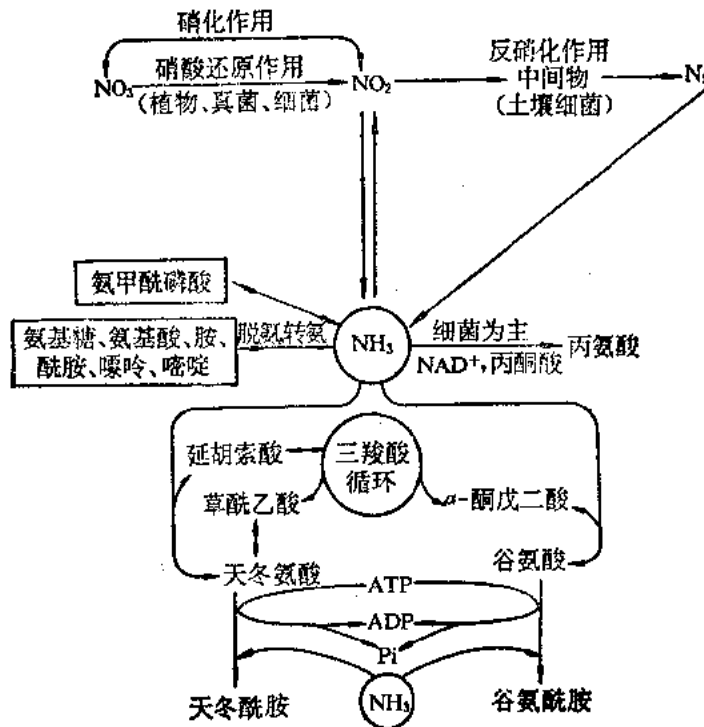 硝化作用
硝酸还原作用
NO₃
NO₂
(植物、真菌、细菌)
反硝化作用
中间物
(土壤细菌)
氨甲酰磷酸
氨基糖、氨基酸、胺、
酰胺、嘌呤、嘧啶
脱氨,转氨
NH₃
细菌为主
NAD⁺,丙酮酸
丙氨酸
延胡索酸
三羧酸
循环
草酰乙酸
α-酮戊二酸
天冬氨酸
谷氨酸
ATP
ADP
Pi
天冬酰胺
NH₃
谷氨酰胺